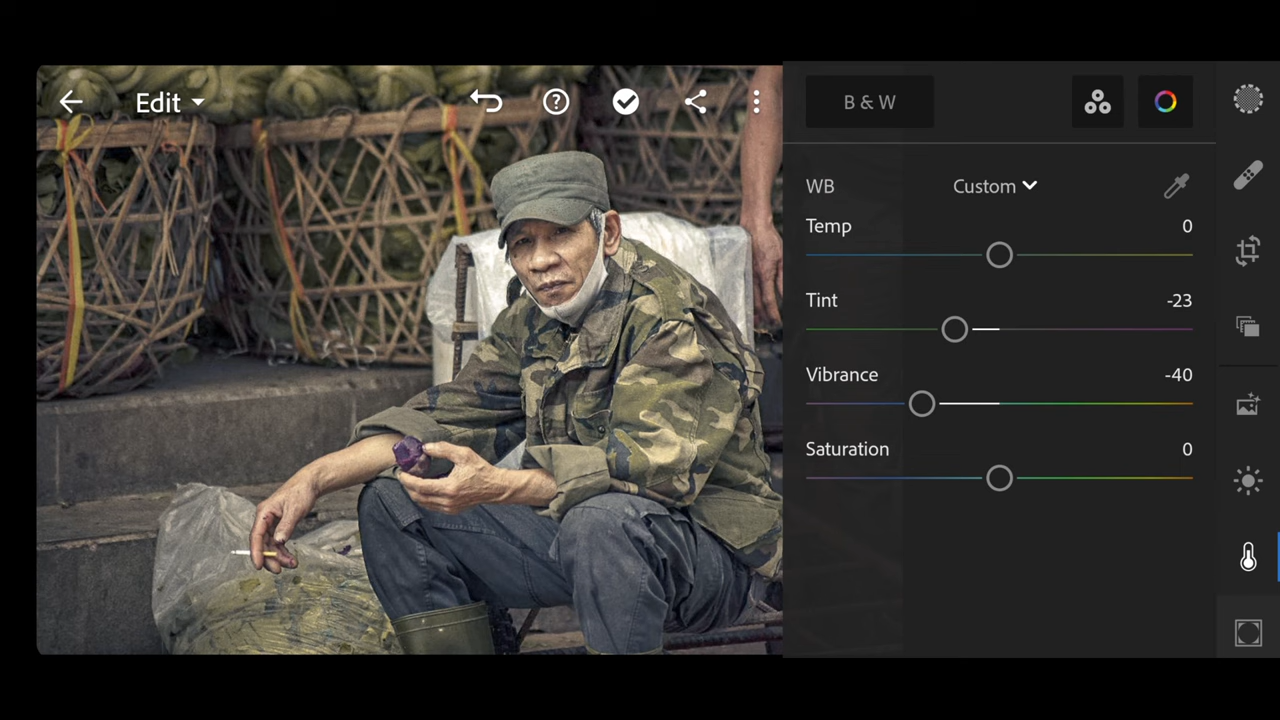 Edit
B & W
WB Custom
Temp 0
Tint -23
Vibrance -40
Saturation 0